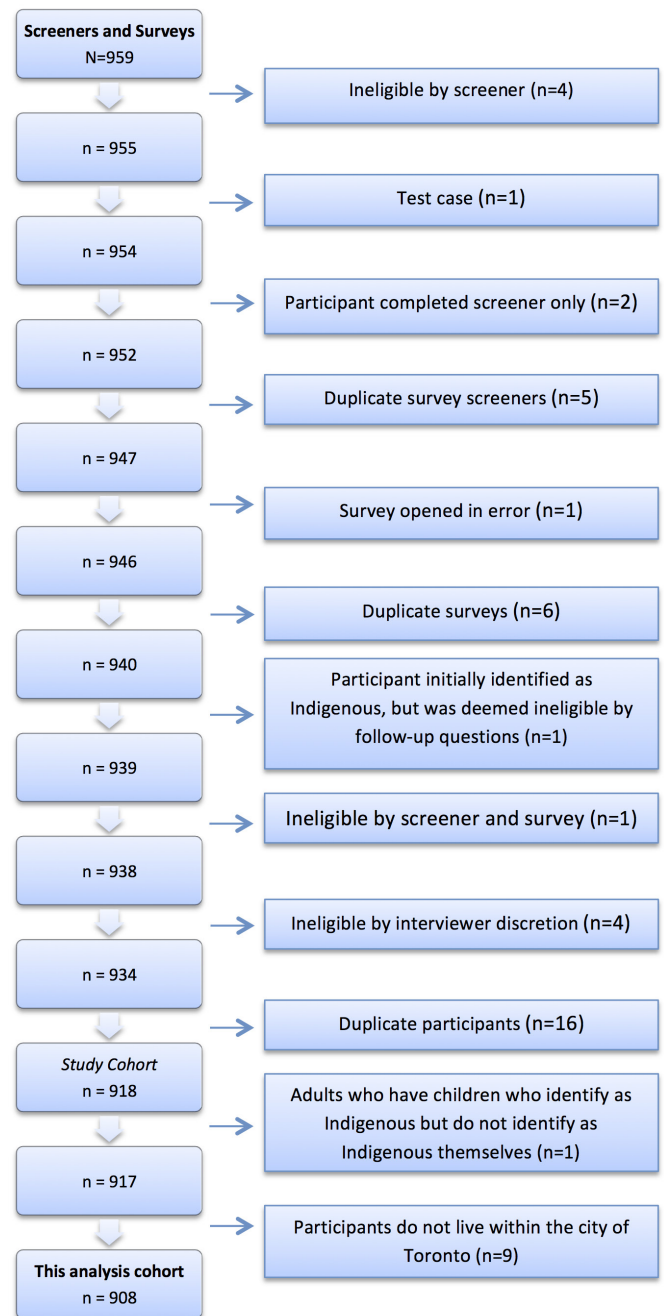 Screeners and Surveys
N=959
Ineligible by screener (n=4)
n = 955
Test case (n=1)
n = 954
Participant completed screener only (n=2)
n = 952
Duplicate survey screeners (n=5)
n = 947
Survey opened in error (n=1)
n = 946
Duplicate surveys (n=6)
n = 940
Participant initially identified as
Indigenous, but was deemed ineligible by
follow-up questions (n=1)
n = 939
Ineligible by screener and survey (n=1)
n = 938
Ineligible by interviewer discretion (n=4)
n = 934
Duplicate participants (n=16)
Study Cohort
n = 918
Adults who have children who identify as
Indigenous but do not identify as
Indigenous themselves (n=1)
n = 917
Participants do not live within the city of
Toronto (n=9)
This analysis cohort
n = 908